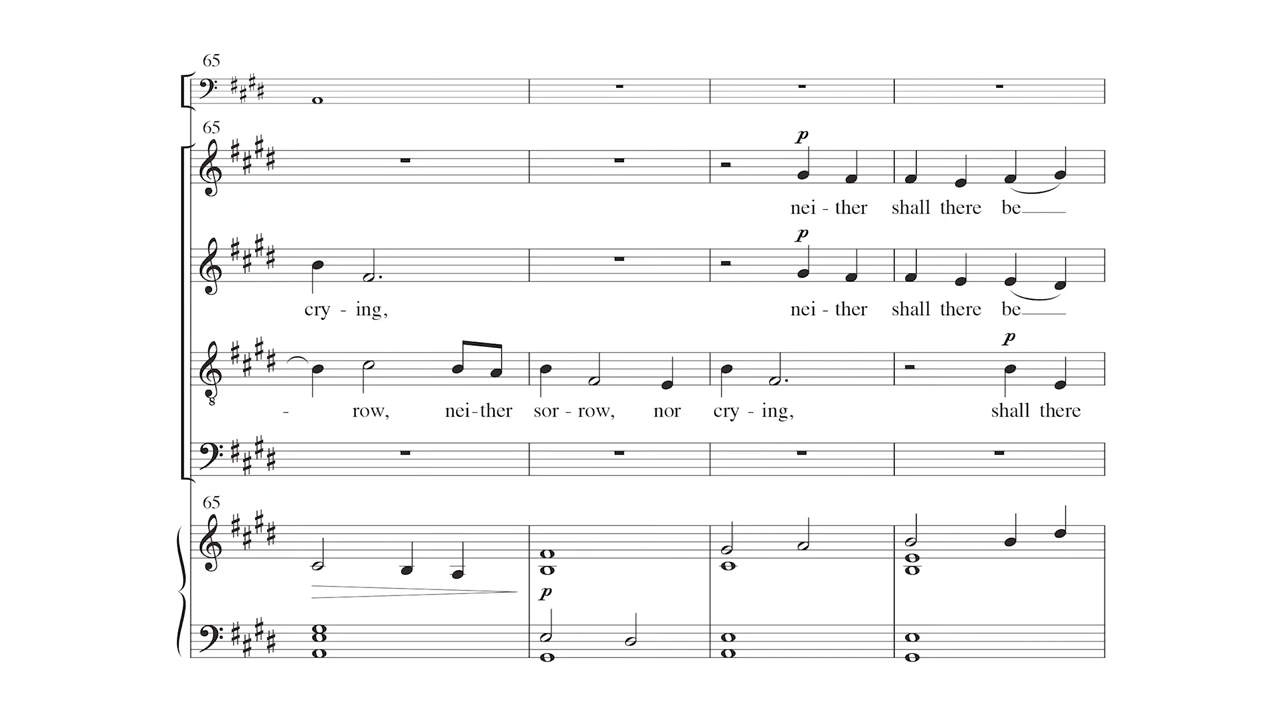 65
65
p
nei - ther shall there be
p
cry - ing, nei - ther shall there be
p
- row, nei - ther sor - row, nor cry - ing, shall there
65
p